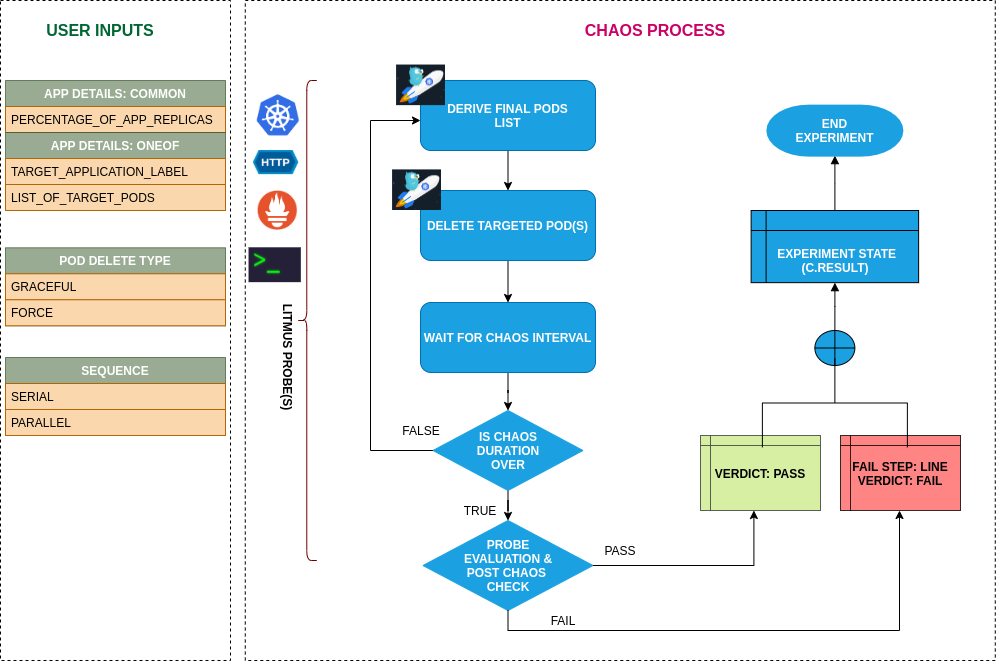 USER INPUTS
APP DETAILS: COMMON
PERCENTAGE_OF_APP_REPLICAS
APP DETAILS: ONEOF
TARGET_APPLICATION_LABEL
LIST_OF_TARGET_PODS
POD DELETE TYPE
GRACEFUL
FORCE
SEQUENCE
SERIAL
PARALLEL
CHAOS PROCESS
HTTP
>_
LITMUS PROBE(S)
DERIVE FINAL PODS
LIST
DELETE TARGETED POD(S)
WAIT FOR CHAOS INTERVAL
IS CHAOS
DURATION
OVER
FALSE
TRUE
PROBE
EVALUATION &
POST CHAOS
CHECK
PASS
FAIL
VERDICT: PASS
FAIL STEP: LINE
VERDICT: FAIL
EXPERIMENT STATE
(C.RESULT)
END
EXPERIMENT